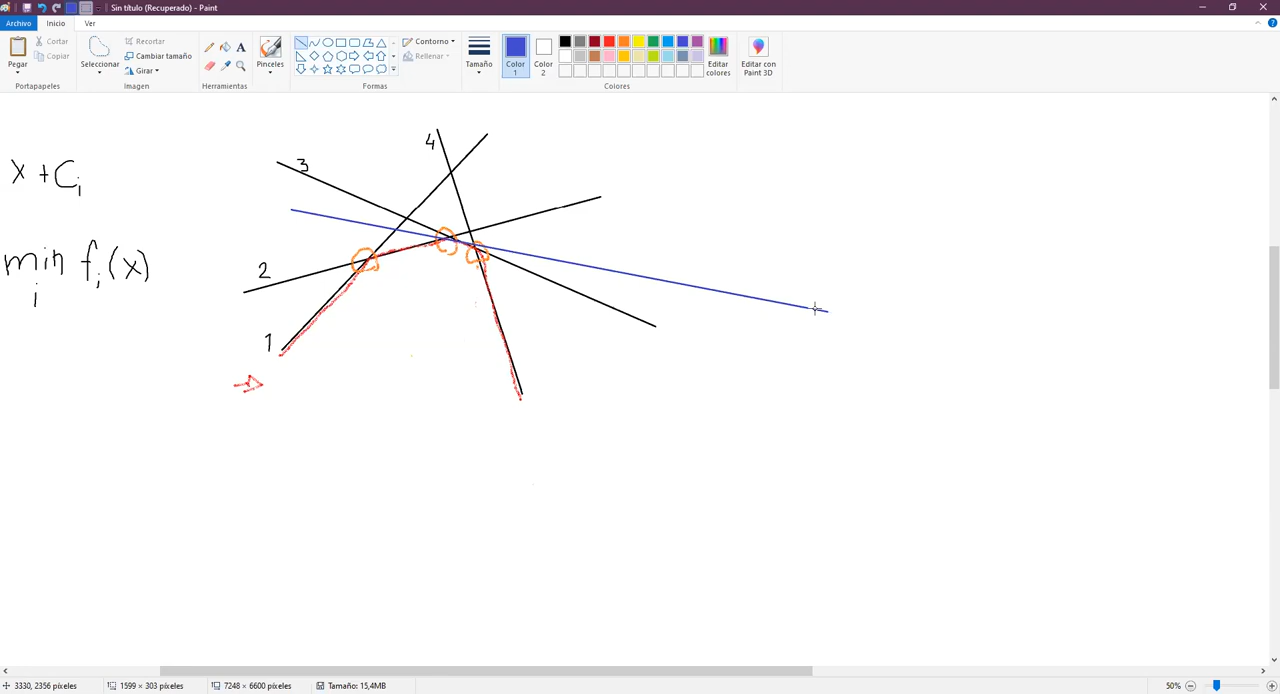 Sin título (Recuperado) - Paint
Archivo Inicio Ver
Pegar
Cortar
Copiar
Portapapeles
Seleccionar
Recortar
Cambiar tamaño
Girar
Imagen
A
Herramientas
Pinceles
Contorno
Rellenar
Formas
Tamaño
Color 1
Color 2
Editar colores
Editar con Paint 3D
Colores
x + Ci
min fi(x)
i
4
3
2
1
3330, 2356 píxeles
1599 × 303 píxeles
7248 × 6600 píxeles
Tamaño: 15,4MB
50%